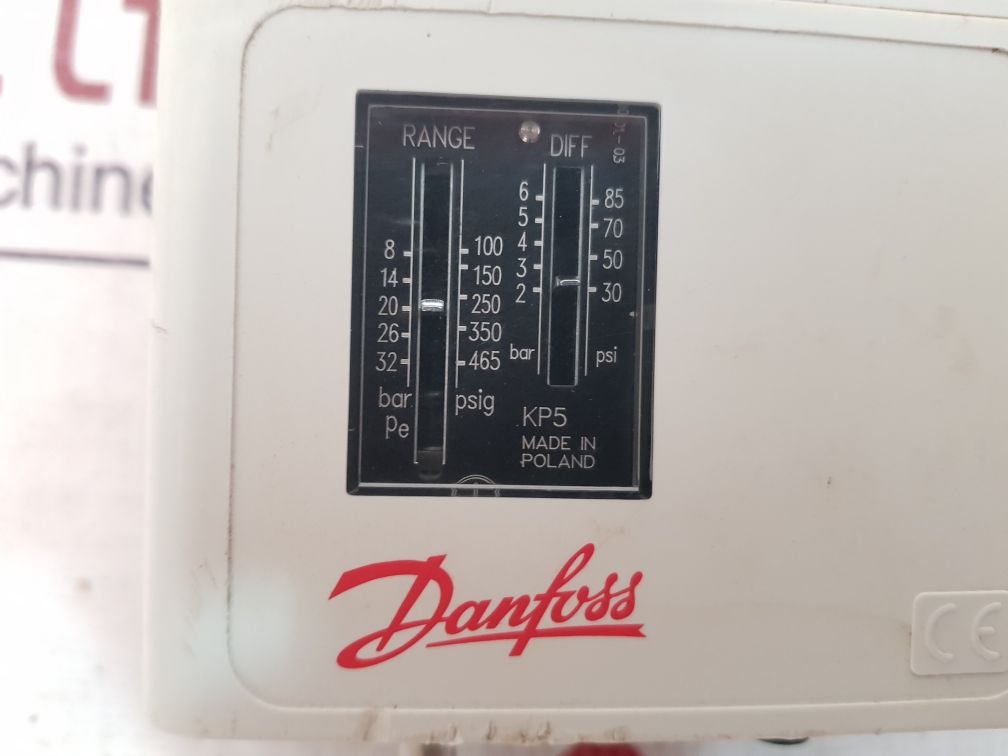 chine
RANGE
8 100
14 150
20 250
26 350
32 465
bar psig
pe
DIFF
6 85
5 70
4 50
3 30
2
bar psi
KP5
MADE IN
POLAND
Danfoss
CE